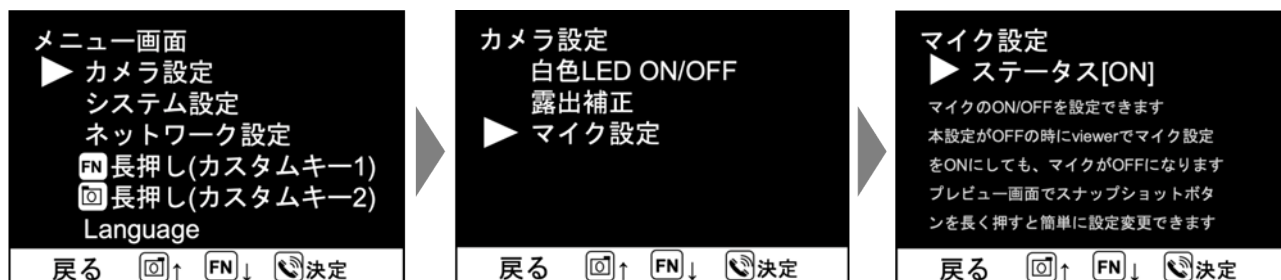 メニュー画面
▶ カメラ設定
システム設定
ネットワーク設定
FN 長押し(カスタムキー1)
長押し(カスタムキー2)
Language
戻る ↑ FN↓ 決定
カメラ設定
白色LED ON/OFF
露出補正
▶ マイク設定
戻る ↑ FN↓ 決定
マイク設定
▶ ステータス[ON]
マイクのON/OFFを設定できます
本設定がOFFの時にviewerでマイク設定
をONにしても、マイクがOFFになります
プレビュー画面でスナップショットボタ
ンを長く押すと簡単に設定変更できます
戻る ↑ FN↓ 決定